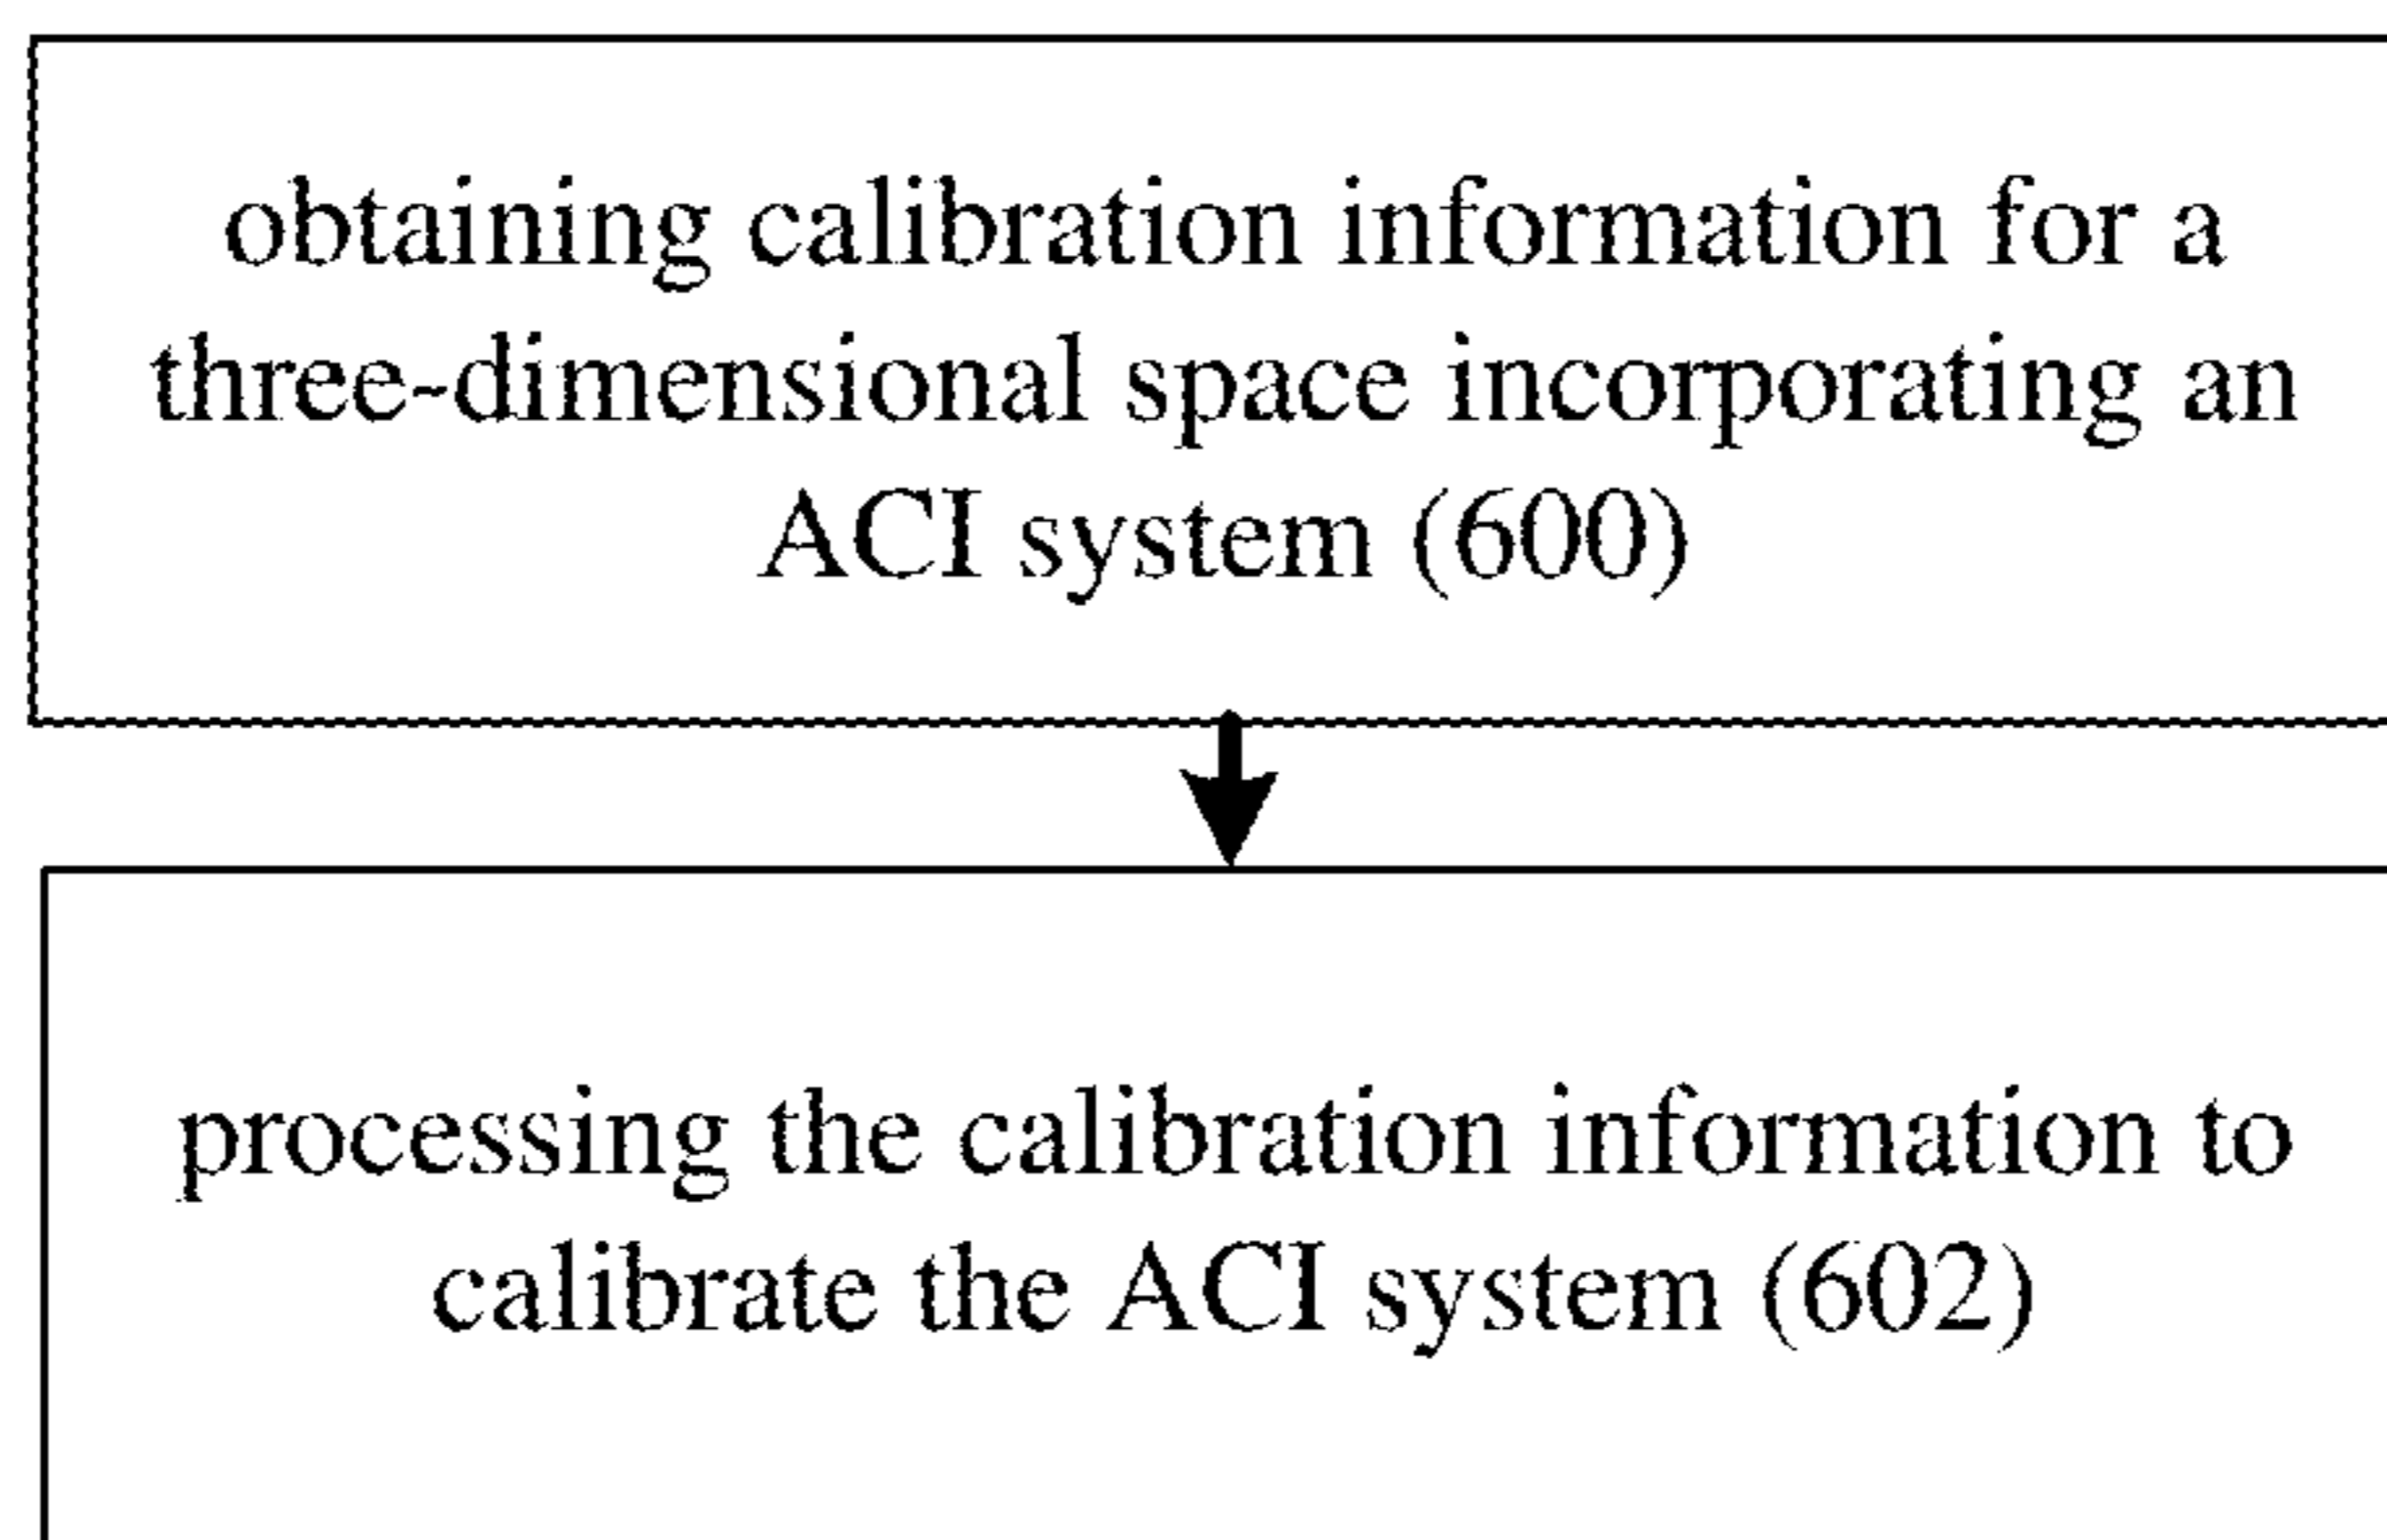 obtaining calibration information for a
three-dimensional space incorporating an
ACI system (600)
processing the calibration information to
calibrate the ACI system (602)